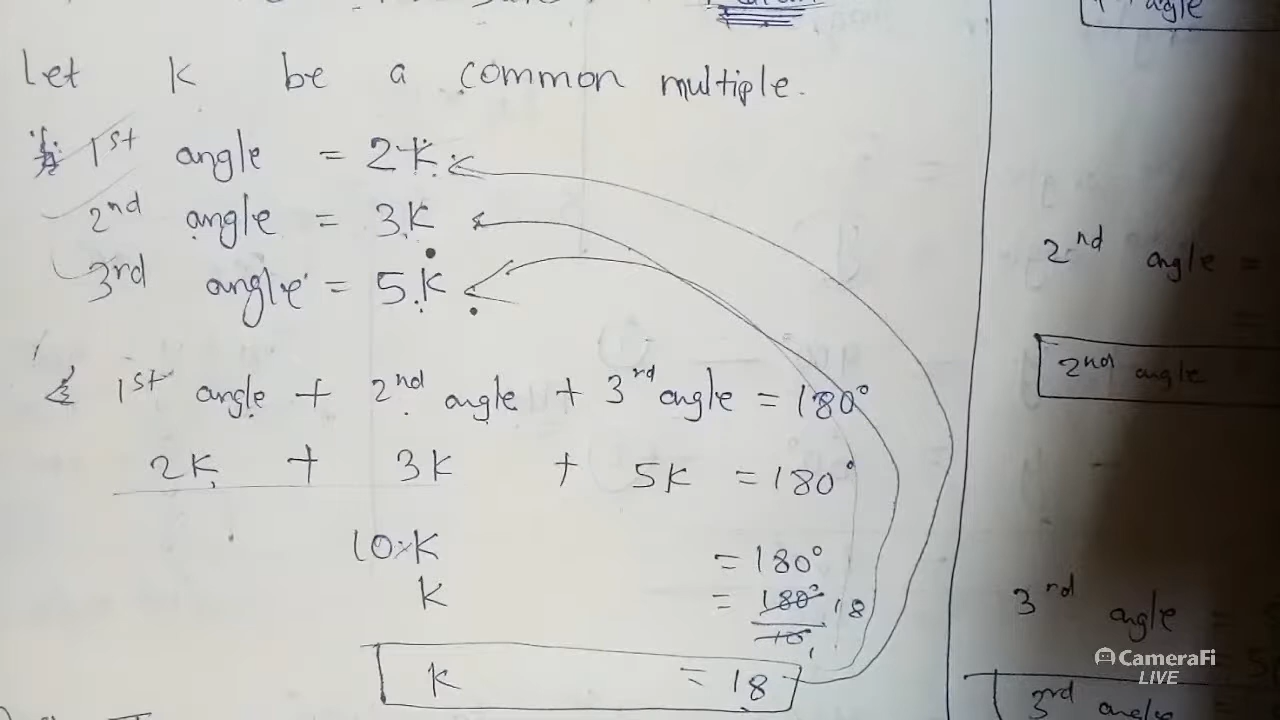 Let K be a common multiple.
1st angle = 2K
2nd angle = 3K
3rd angle = 5K
1st angle + 2nd angle + 3rd angle = 180°
2K + 3K + 5K = 180°
10K = 180°
K = 180° 18
10 1
K = 18
angle
2nd angle =
2nd angle
3rd angle
3rd angle
CameraFi
LIVE